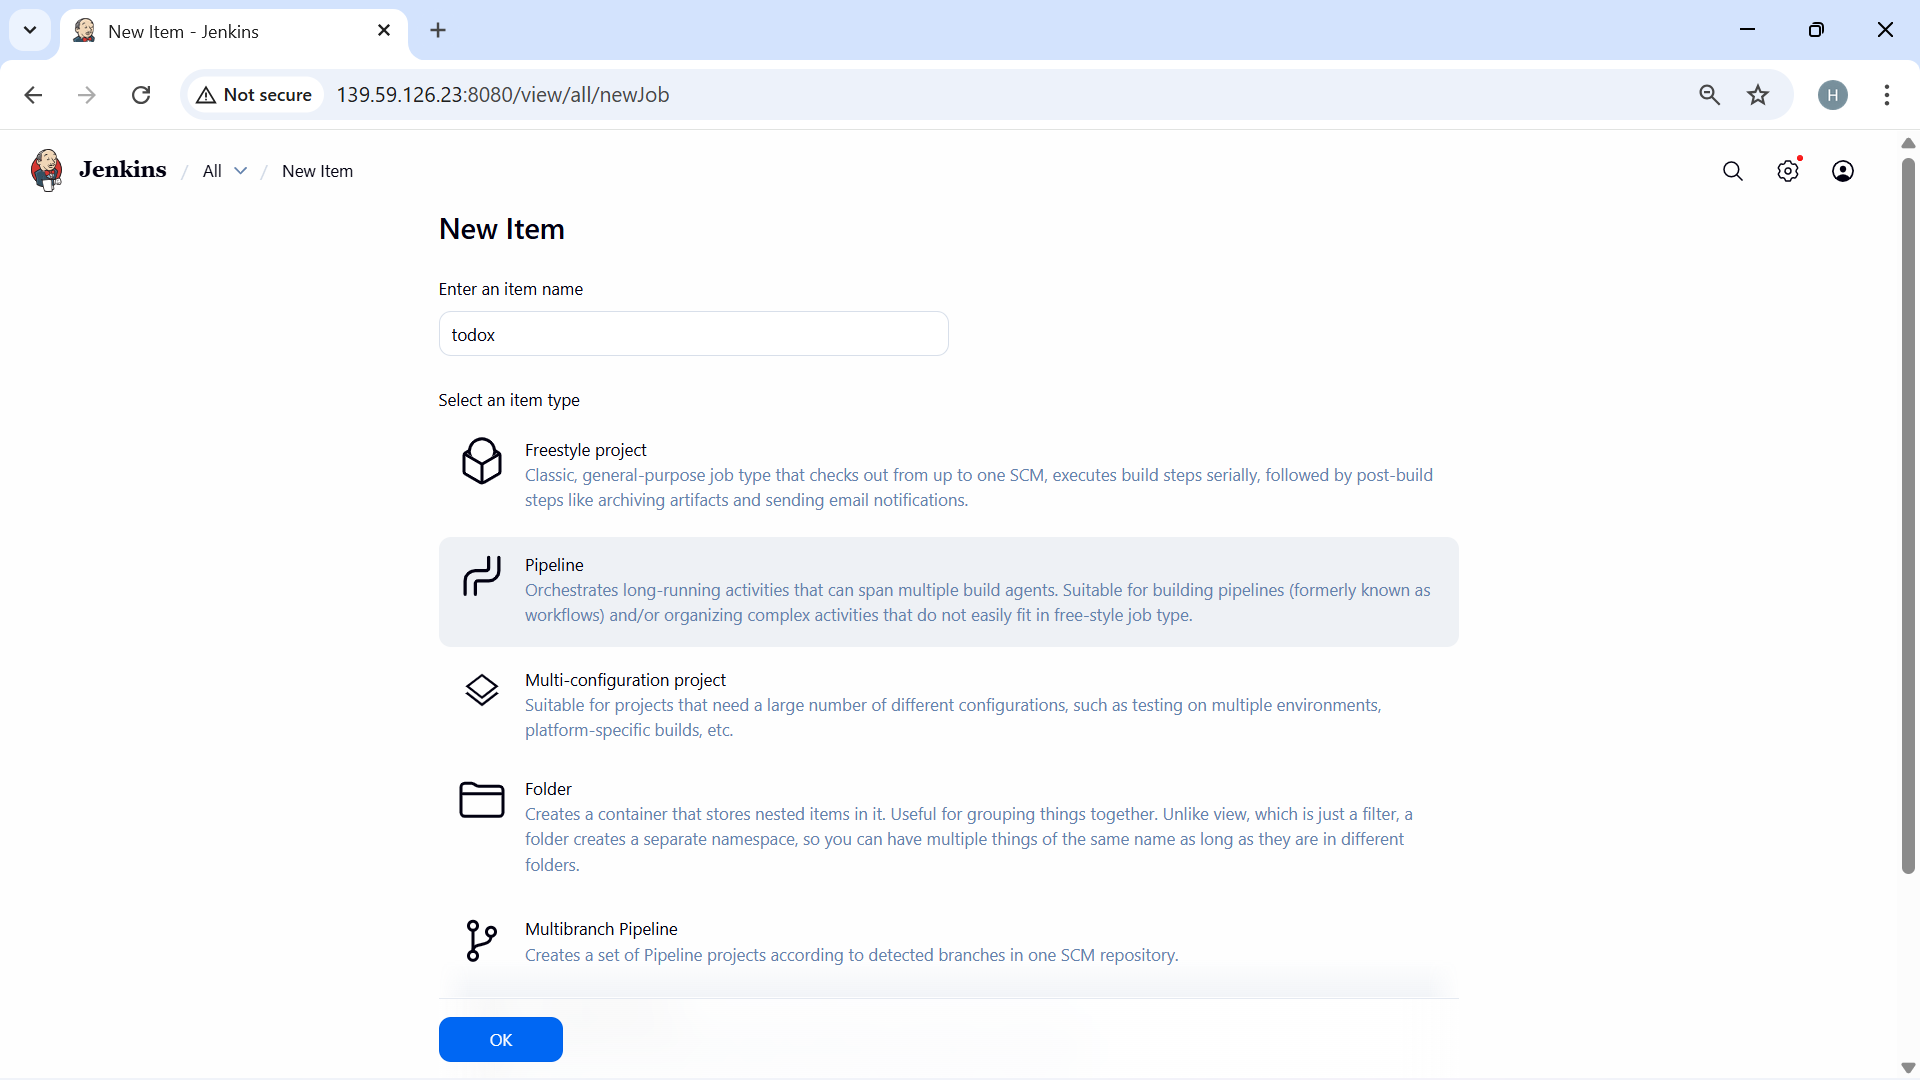 New Item - Jenkins
Not secure
139.59.126.23:8080/view/all/newJob
H
Jenkins / All / New Item
New Item
Enter an item name
todox
Select an item type
Freestyle project
Classic, general-purpose job type that checks out from up to one SCM, executes build steps serially, followed by post-build
steps like archiving artifacts and sending email notifications.
Pipeline
Orchestrates long-running activities that can span multiple build agents. Suitable for building pipelines (formerly known as
workflows) and/or organizing complex activities that do not easily fit in free-style job type.
Multi-configuration project
Suitable for projects that need a large number of different configurations, such as testing on multiple environments,
platform-specific builds, etc.
Folder
Creates a container that stores nested items in it. Useful for grouping things together. Unlike view, which is just a filter, a
folder creates a separate namespace, so you can have multiple things of the same name as long as they are in different
folders.
Multibranch Pipeline
Creates a set of Pipeline projects according to detected branches in one SCM repository.
OK